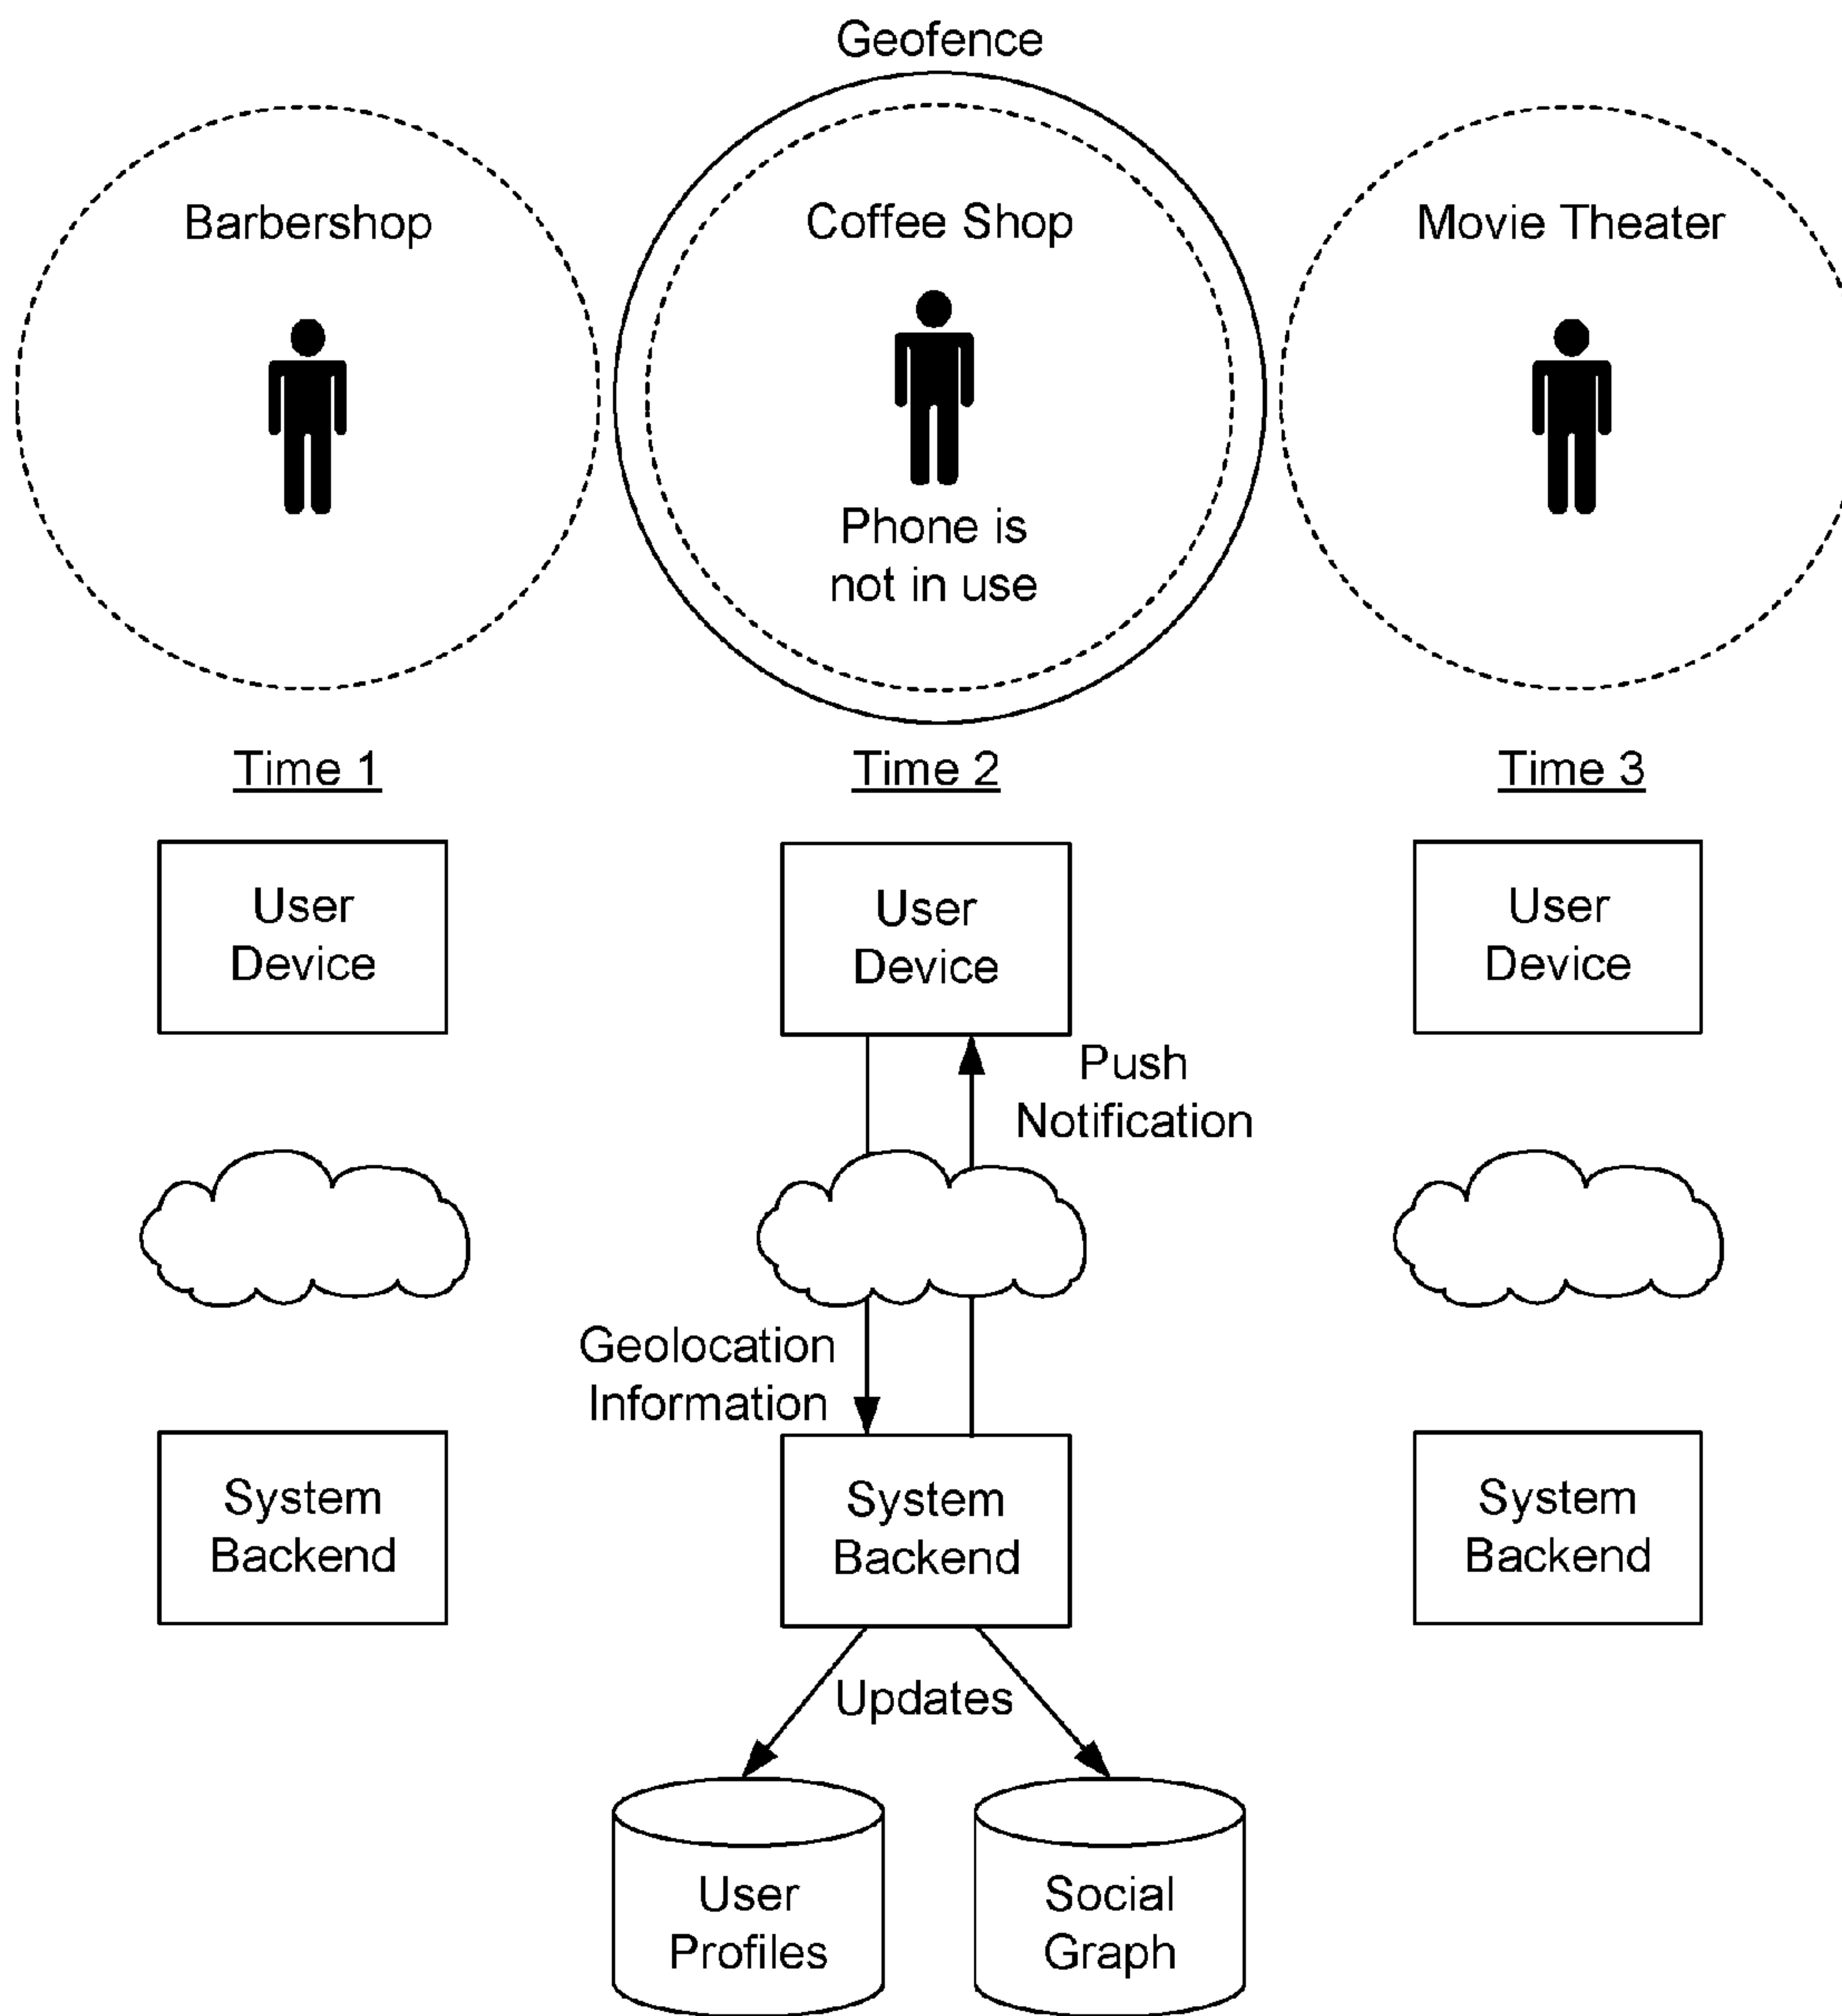 Geofence
Barbershop
Coffee Shop
Movie Theater
Phone is
not in use
Time 1
Time 2
Time 3
User
Device
User
Device
User
Device
Push
Notification
Geolocation
Information
System
Backend
System
Backend
System
Backend
Updates
User
Profiles
Social
Graph